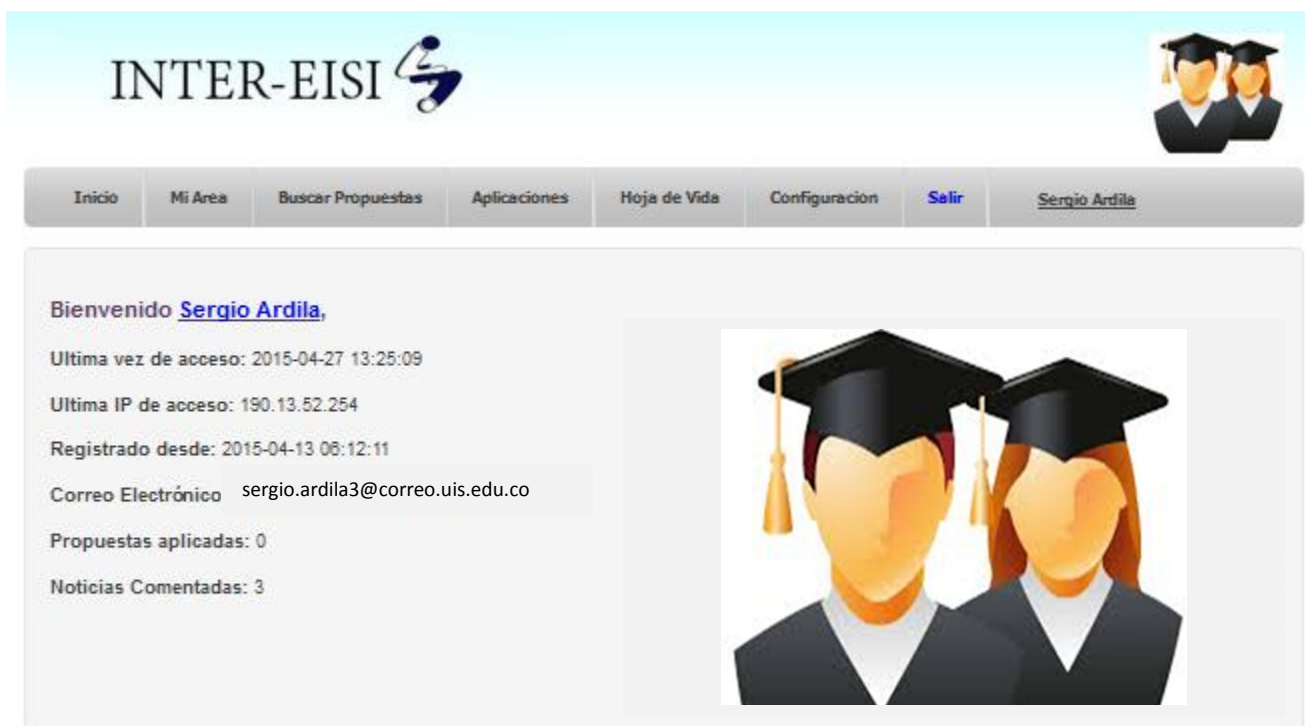 INTER-EISI
Inicio Mi Area Buscar Propuestas Aplicaciones Hoja de Vida Configuracion Salir Sergio Ardila
Bienvenido Sergio Ardila,
Ultima vez de acceso: 2015-04-27 13:25:09
Ultima IP de acceso: 190.13.52.254
Registrado desde: 2015-04-13 06:12:11
Correo Electrónico sergio.ardila3@correo.uis.edu.co
Propuestas aplicadas: 0
Noticias Comentadas: 3